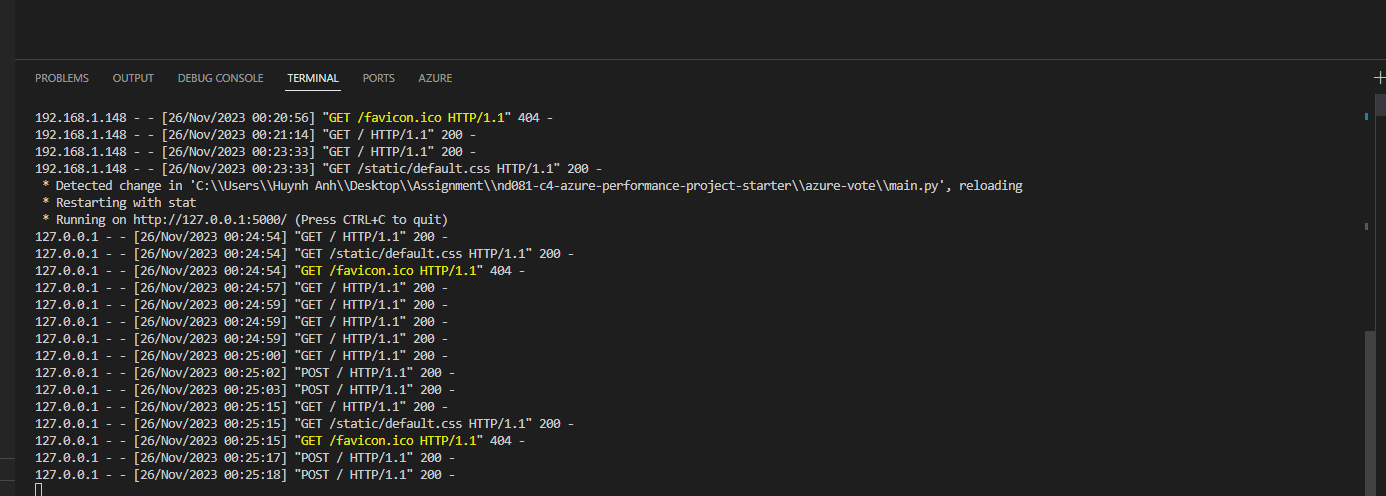 PROBLEMS OUTPUT DEBUG CONSOLE TERMINAL PORTS AZURE
192.168.1.148 - - [26/Nov/2023 00:20:56] "GET /favicon.ico HTTP/1.1" 404 -
192.168.1.148 - - [26/Nov/2023 00:21:14] "GET / HTTP/1.1" 200 -
192.168.1.148 - - [26/Nov/2023 00:23:33] "GET / HTTP/1.1" 200 -
192.168.1.148 - - [26/Nov/2023 00:23:33] "GET /static/default.css HTTP/1.1" 200 -
* Detected change in 'C:\\Users\\Huynh Anh\\Desktop\\Assignment\\nd081-c4-azure-performance-project-starter\\azure-vote\\main.py', reloading
* Restarting with stat
* Running on http://127.0.0.1:5000/ (Press CTRL+C to quit)
127.0.0.1 - - [26/Nov/2023 00:24:54] "GET / HTTP/1.1" 200 -
127.0.0.1 - - [26/Nov/2023 00:24:54] "GET /static/default.css HTTP/1.1" 200 -
127.0.0.1 - - [26/Nov/2023 00:24:54] "GET /favicon.ico HTTP/1.1" 404 -
127.0.0.1 - - [26/Nov/2023 00:24:57] "GET / HTTP/1.1" 200 -
127.0.0.1 - - [26/Nov/2023 00:24:59] "GET / HTTP/1.1" 200 -
127.0.0.1 - - [26/Nov/2023 00:24:59] "GET / HTTP/1.1" 200 -
127.0.0.1 - - [26/Nov/2023 00:24:59] "GET / HTTP/1.1" 200 -
127.0.0.1 - - [26/Nov/2023 00:25:00] "GET / HTTP/1.1" 200 -
127.0.0.1 - - [26/Nov/2023 00:25:02] "POST / HTTP/1.1" 200 -
127.0.0.1 - - [26/Nov/2023 00:25:03] "POST / HTTP/1.1" 200 -
127.0.0.1 - - [26/Nov/2023 00:25:15] "GET / HTTP/1.1" 200 -
127.0.0.1 - - [26/Nov/2023 00:25:15] "GET /static/default.css HTTP/1.1" 200 -
127.0.0.1 - - [26/Nov/2023 00:25:15] "GET /favicon.ico HTTP/1.1" 404 -
127.0.0.1 - - [26/Nov/2023 00:25:17] "POST / HTTP/1.1" 200 -
127.0.0.1 - - [26/Nov/2023 00:25:18] "POST / HTTP/1.1" 200 -